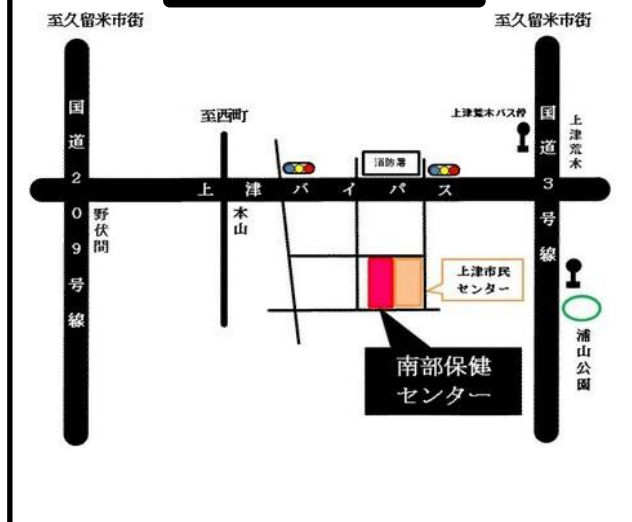 至久留米市街
至久留米市街
国道209号線
至西町
上津荒木バス停
国道3号線
上津荒木
消防署
上津バイパス
野伏間
本山
上津市民
センター
南部保健
センター
浦山公園